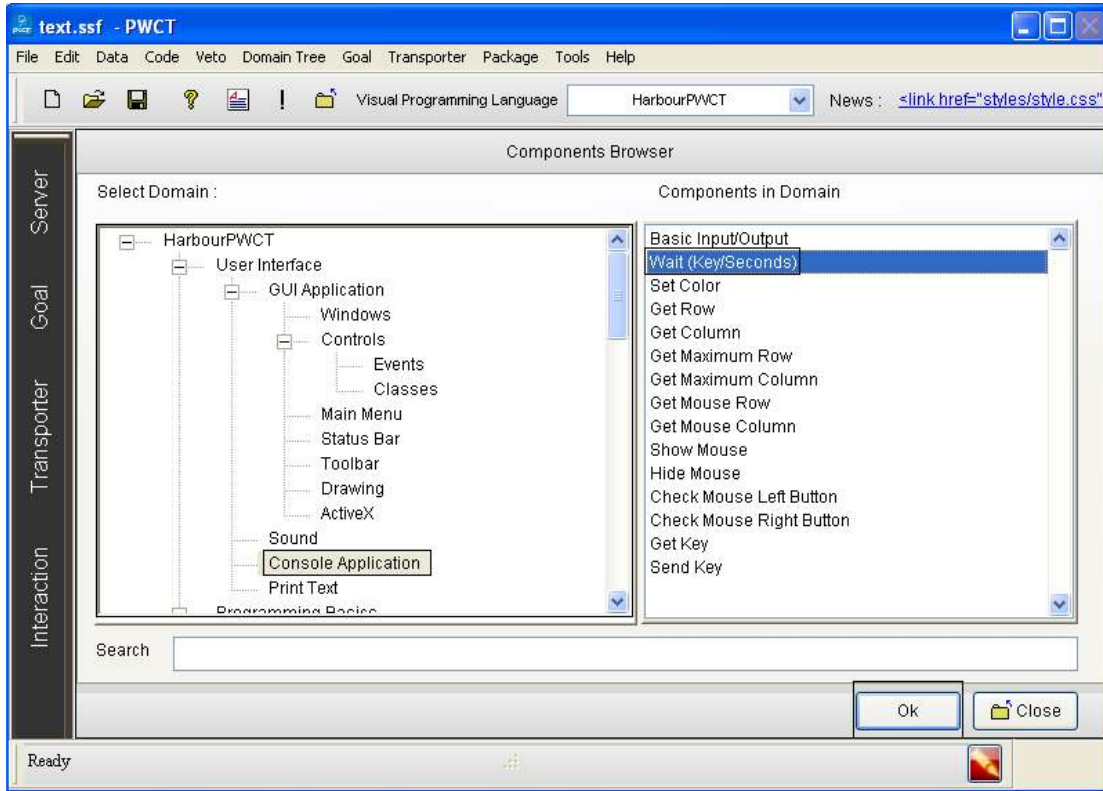 text.ssf - PWCT
File Edit Data Code Veto Domain Tree Goal Transporter Package Tools Help
Visual Programming Language HarbourPWCT News : <link href="styles/style.css"
Components Browser
Server
Goal
Transporter
Interaction
Select Domain :
HarbourPWCT
User Interface
GUI Application
Windows
Controls
Events
Classes
Main Menu
Status Bar
Toolbar
Drawing
ActiveX
Sound
Console Application
Print Text
Programming Basics
Components in Domain
Basic Input/Output
Wait (Key/Seconds)
Set Color
Get Row
Get Column
Get Maximum Row
Get Maximum Column
Get Mouse Row
Get Mouse Column
Show Mouse
Hide Mouse
Check Mouse Left Button
Check Mouse Right Button
Get Key
Send Key
Search
Ok Close
Ready